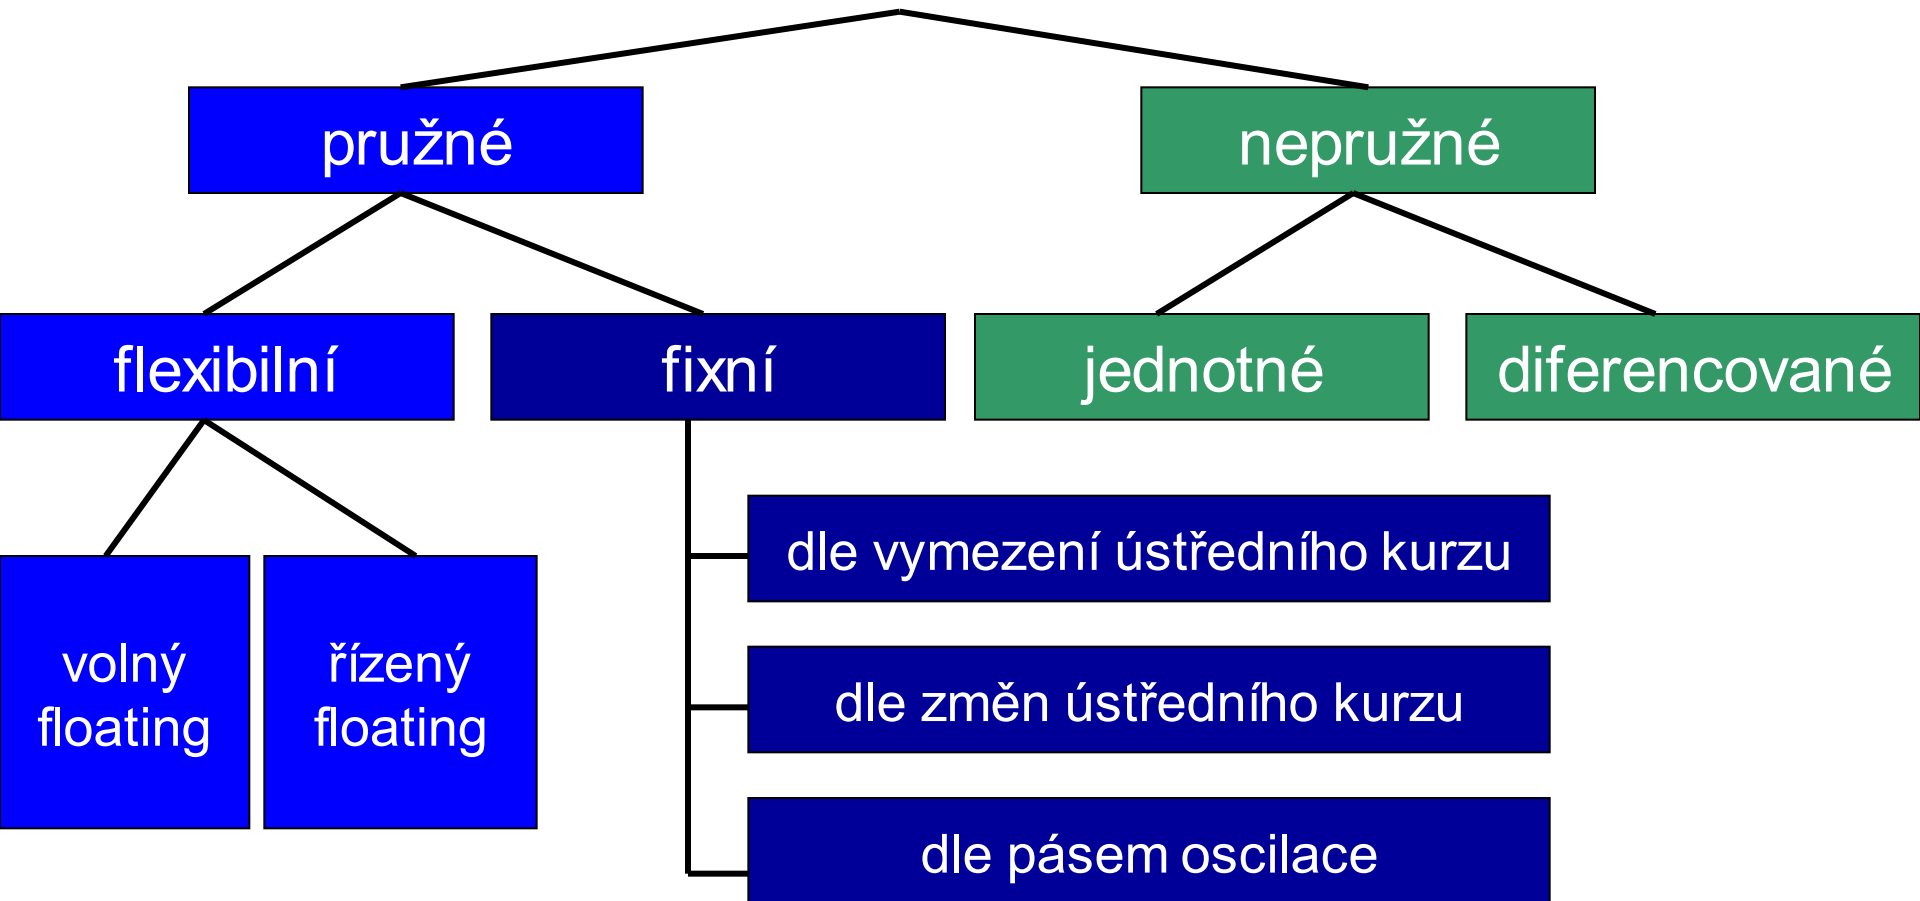 pružné
nepružné
flexibilní
fixní
jednotné
diferencované
dle vymezení ústředního kurzu
volný
floating
řízený
floating
dle změn ústředního kurzu
dle pásem oscilace